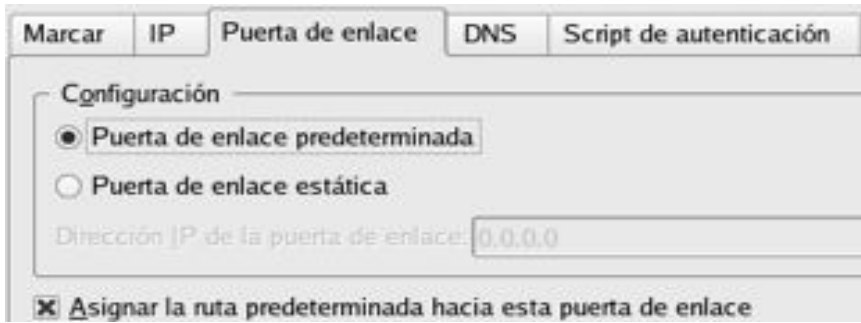 Marcar IP Puerta de enlace DNS Script de autenticación
Configuración
Puerta de enlace predeterminada
Puerta de enlace estática
Dirección IP de la puerta de enlace: 0.0.0.0
Asignar la ruta predeterminada hacia esta puerta de enlace